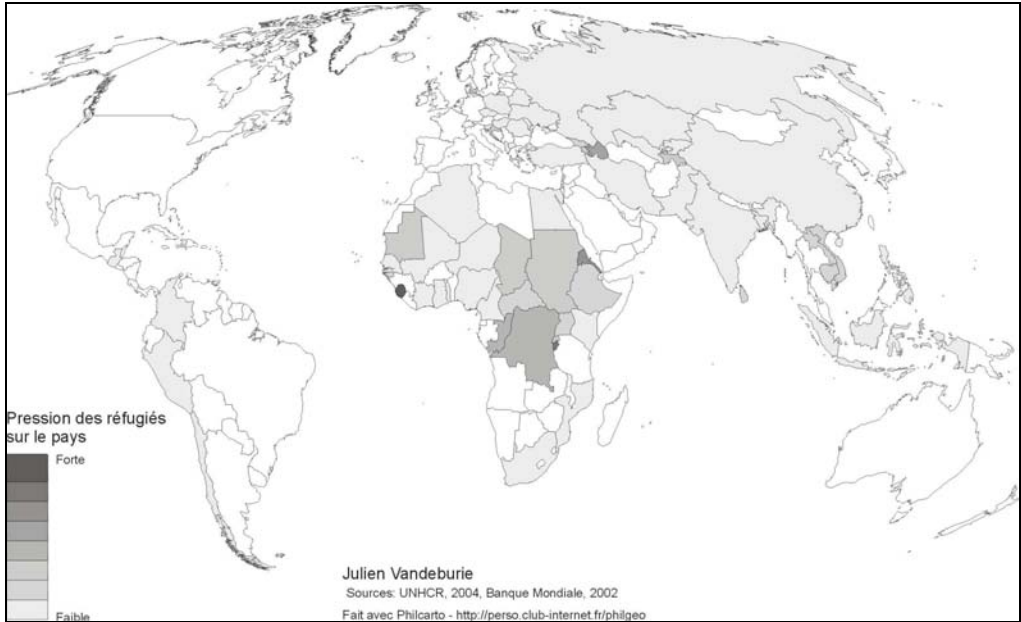 Pression des réfugiés
sur le pays
Forte
Faible
Julien Vandeburie
Sources: UNHCR, 2004, Banque Mondiale, 2002
Fait avec Philcarto - http://perso.club-internet.fr/philgeo